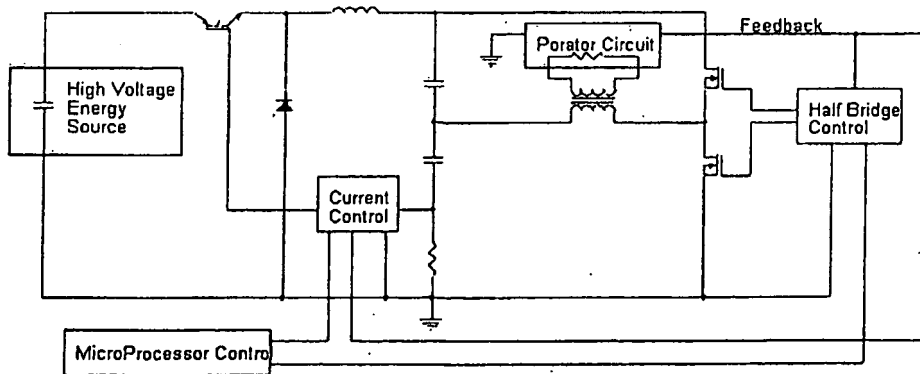 Feedback
Porator Circuit
High Voltage
Energy
Source
Half Bridge
Control
Current
Control
MicroProcessor Contro